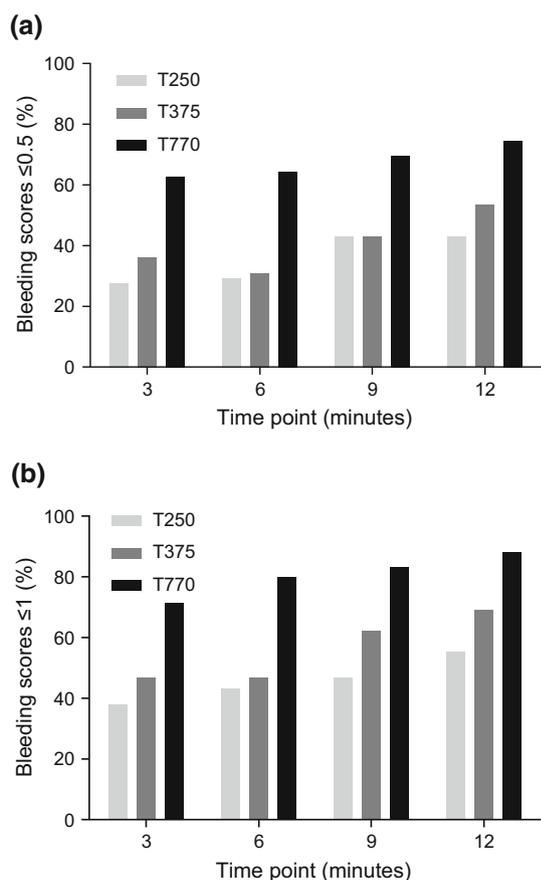 (a)
100
80
60
40
20
0
Bleeding scores ≤0.5 (%)
T250
T375
T770
3 6 9 12
Time point (minutes)
(b)
100
80
60
40
20
0
Bleeding scores ≤1 (%)
T250
T375
T770
3 6 9 12
Time point (minutes)